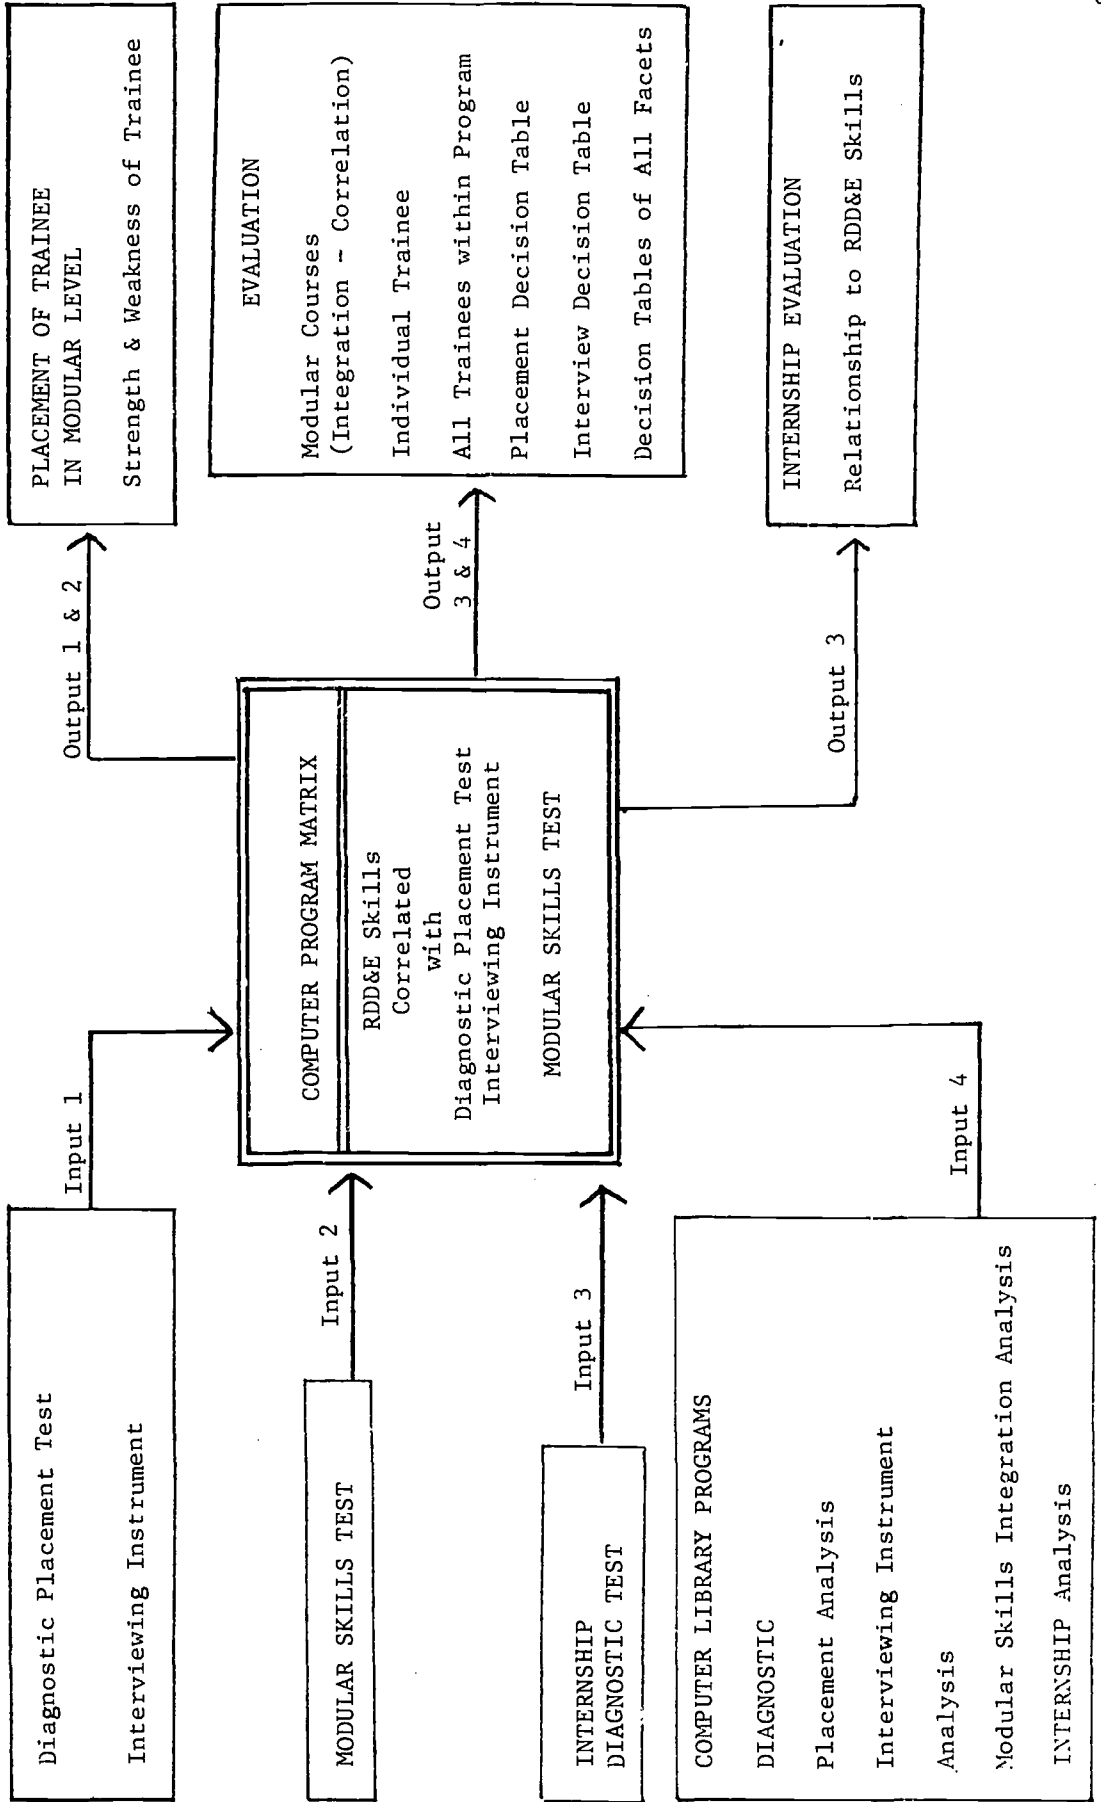 Diagnostic Placement Test
Interviewing Instrument
Input 1
MODULAR SKILLS TEST
Input 2
INTERNSHIP
DIAGNOSTIC TEST
Input 3
COMPUTER LIBRARY PROGRAMS
DIAGNOSTIC
Placement Analysis
Interviewing Instrument
Analysis
Modular Skills Integration Analysis
INTERNSHIP Analysis
Input 4
COMPUTER PROGRAM MATRIX
RDD&E Skills
Correlated
with
Diagnostic Placement Test
Interviewing Instrument
MODULAR SKILLS TEST
Output 1 & 2
PLACEMENT OF TRAINEE
IN MODULAR LEVEL
Strength & Weakness of Trainee
Output
3 & 4
EVALUATION
Modular Courses
(Integration - Correlation)
Individual Trainee
All Trainees within Program
Placement Decision Table
Interview Decision Table
Decision Tables of All Facets
Output 3
INTERNSHIP EVALUATION
Relationship to RDD&E Skills